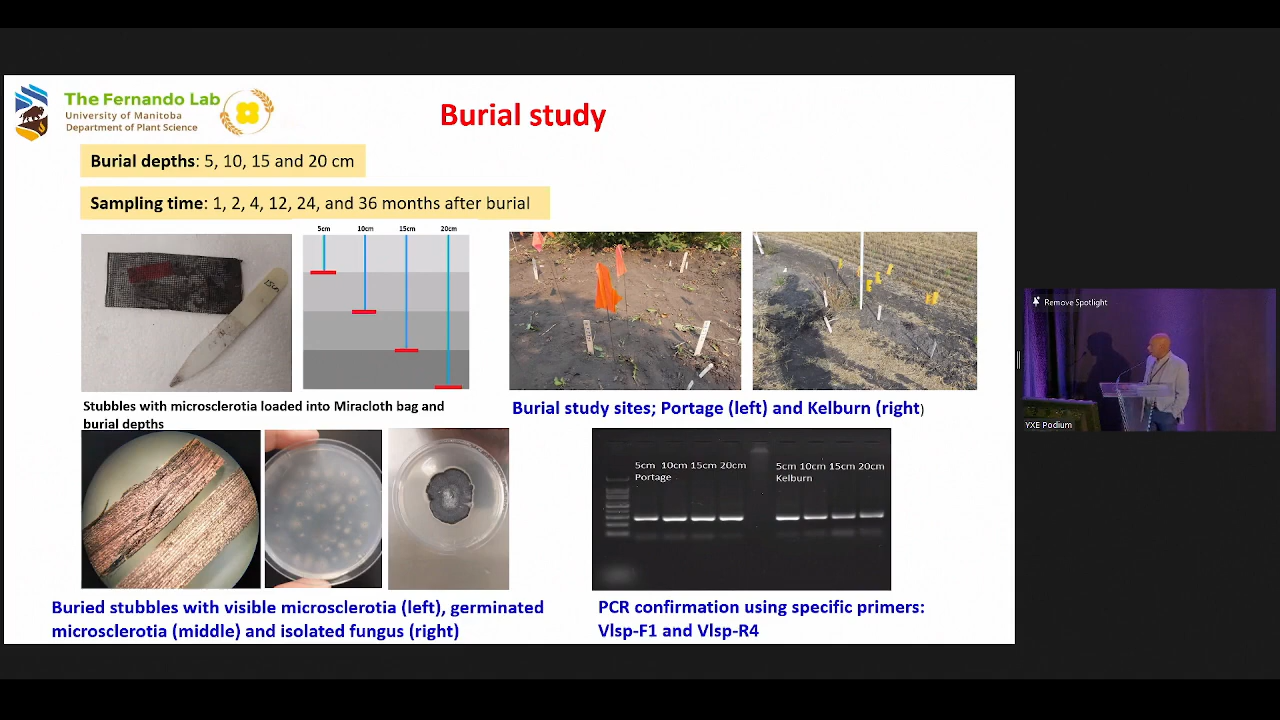 The Fernando Lab
University of Manitoba
Department of Plant Science
Burial study
Burial depths: 5, 10, 15 and 20 cm
Sampling time: 1, 2, 4, 12, 24, and 36 months after burial
5cm 10cm 15cm 20cm
15cm
Stubbles with microsclerotia loaded into Miracloth bag and
burial depths
Burial study sites; Portage (left) and Kelburn (right)
5cm 10cm 15cm 20cm
Portage
5cm 10cm 15cm 20cm
Kelburn
Buried stubbles with visible microsclerotia (left), germinated
microsclerotia (middle) and isolated fungus (right)
PCR confirmation using specific primers:
Vlsp-F1 and Vlsp-R4
Remove Spotlight
YXE Podium